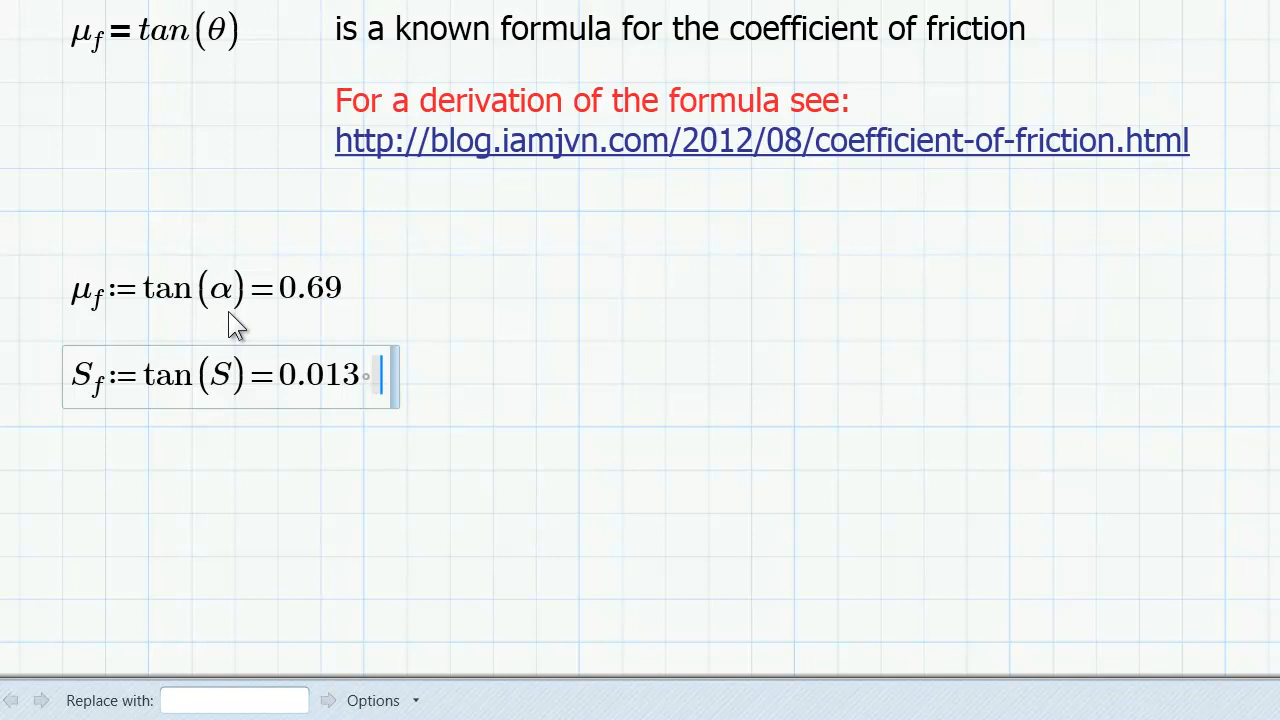 μf = tan(θ) is a known formula for the coefficient of friction
For a derivation of the formula see:
http://blog.iamjvn.com/2012/08/coefficient-of-friction.html
μf := tan(α) = 0.69
Sf := tan(S) = 0.013
Replace with: Options